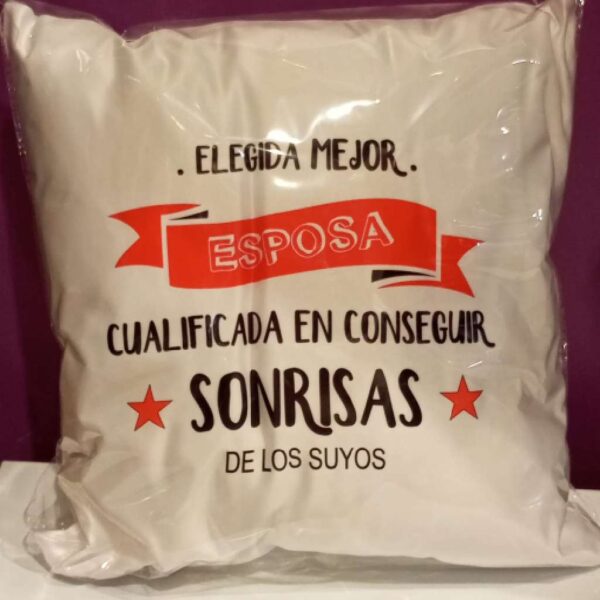 . ELEGIDA MEJOR .
ESPOSA
CUALIFICADA EN CONSEGUIR
SONRISAS
DE LOS SUYOS